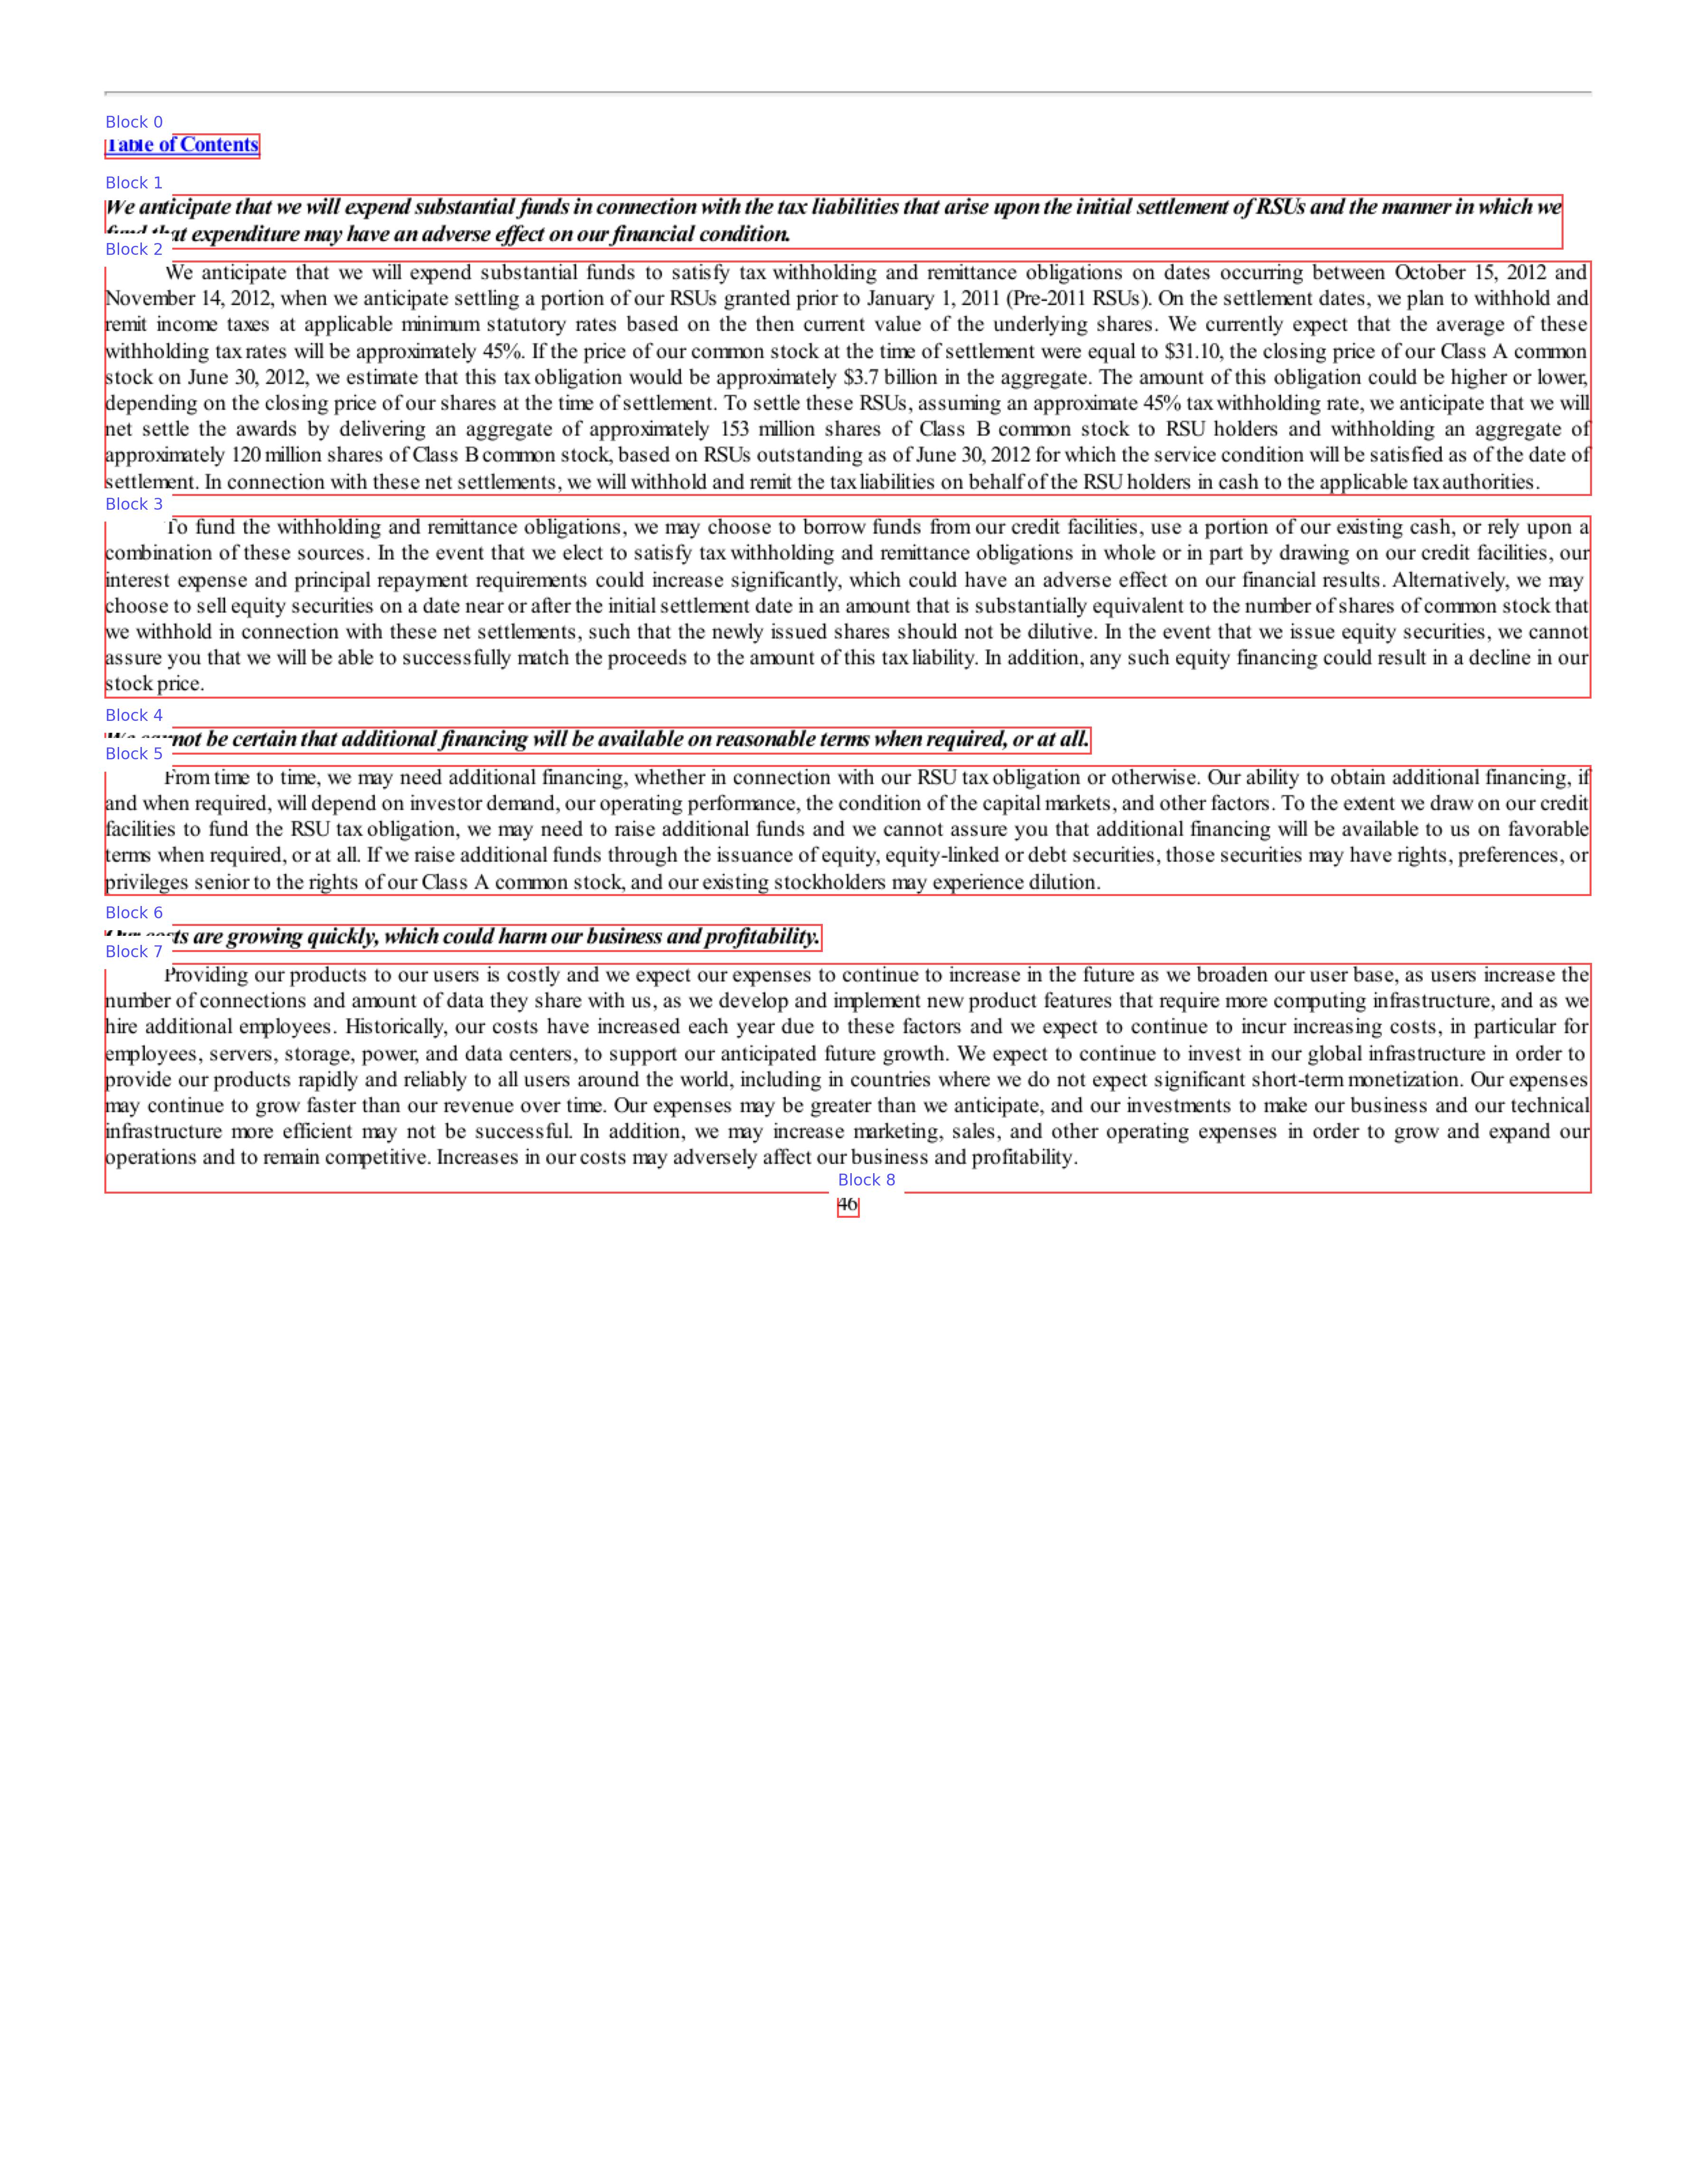 Block 0
Table of Contents
Block 1
We anticipate that we will expend substantial funds in connection with the tax liabilities that arise upon the initial settlement of RSUs and the manner in which we
fund that expenditure may have an adverse effect on our financial condition.
Block 2
We anticipate that we will expend substantial funds to satisfy tax withholding and remittance obligations on dates occurring between October 15, 2012 and
November 14, 2012, when we anticipate settling a portion of our RSUs granted prior to January 1, 2011 (Pre-2011 RSUs). On the settlement dates, we plan to withhold and
remit income taxes at applicable minimum statutory rates based on the then current value of the underlying shares. We currently expect that the average of these
withholding tax rates will be approximately 45%. If the price of our common stock at the time of settlement were equal to $31.10, the closing price of our Class A common
stock on June 30, 2012, we estimate that this tax obligation would be approximately $3.7 billion in the aggregate. The amount of this obligation could be higher or lower,
depending on the closing price of our shares at the time of settlement. To settle these RSUs, assuming an approximate 45% tax withholding rate, we anticipate that we will
net settle the awards by delivering an aggregate of approximately 153 million shares of Class B common stock to RSU holders and withholding an aggregate of
approximately 120 million shares of Class B common stock, based on RSUs outstanding as of June 30, 2012 for which the service condition will be satisfied as of the date of
settlement. In connection with these net settlements, we will withhold and remit the tax liabilities on behalf of the RSU holders in cash to the applicable tax authorities.
Block 3
To fund the withholding and remittance obligations, we may choose to borrow funds from our credit facilities, use a portion of our existing cash, or rely upon a
combination of these sources. In the event that we elect to satisfy tax withholding and remittance obligations in whole or in part by drawing on our credit facilities, our
interest expense and principal repayment requirements could increase significantly, which could have an adverse effect on our financial results. Alternatively, we may
choose to sell equity securities on a date near or after the initial settlement date in an amount that is substantially equivalent to the number of shares of common stock that
we withhold in connection with these net settlements, such that the newly issued shares should not be dilutive. In the event that we issue equity securities, we cannot
assure you that we will be able to successfully match the proceeds to the amount of this tax liability. In addition, any such equity financing could result in a decline in our
stock price.
Block 4
We cannot be certain that additional financing will be available on reasonable terms when required, or at all.
Block 5
From time to time, we may need additional financing, whether in connection with our RSU tax obligation or otherwise. Our ability to obtain additional financing, if
and when required, will depend on investor demand, our operating performance, the condition of the capital markets, and other factors. To the extent we draw on our credit
facilities to fund the RSU tax obligation, we may need to raise additional funds and we cannot assure you that additional financing will be available to us on favorable
terms when required, or at all. If we raise additional funds through the issuance of equity, equity-linked or debt securities, those securities may have rights, preferences, or
privileges senior to the rights of our Class A common stock, and our existing stockholders may experience dilution.
Block 6
Our costs are growing quickly, which could harm our business and profitability.
Block 7
Providing our products to our users is costly and we expect our expenses to continue to increase in the future as we broaden our user base, as users increase the
number of connections and amount of data they share with us, as we develop and implement new product features that require more computing infrastructure, and as we
hire additional employees. Historically, our costs have increased each year due to these factors and we expect to continue to incur increasing costs, in particular for
employees, servers, storage, power, and data centers, to support our anticipated future growth. We expect to continue to invest in our global infrastructure in order to
provide our products rapidly and reliably to all users around the world, including in countries where we do not expect significant short-term monetization. Our expenses
may continue to grow faster than our revenue over time. Our expenses may be greater than we anticipate, and our investments to make our business and our technical
infrastructure more efficient may not be successful. In addition, we may increase marketing, sales, and other operating expenses in order to grow and expand our
operations and to remain competitive. Increases in our costs may adversely affect our business and profitability.
Block 8
46